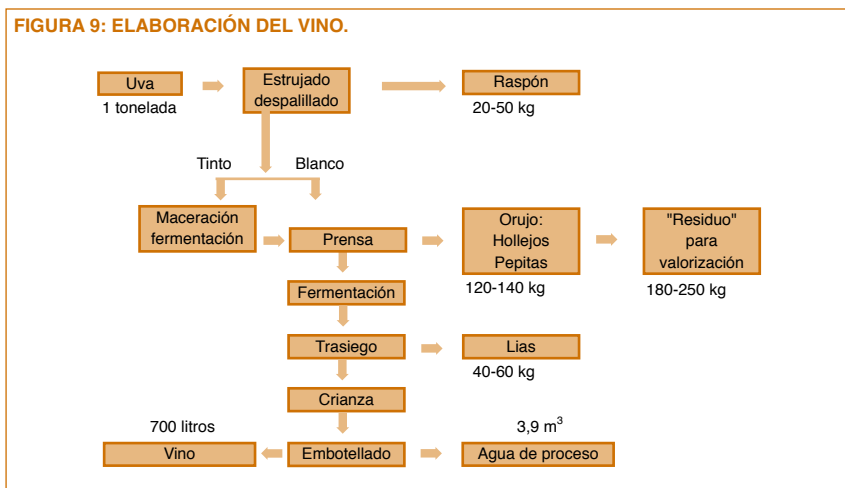 FIGURA 9: ELABORACIÓN DEL VINO.
Uva
1 tonelada
Estrujado
despalillado
Raspón
20-50 kg
Tinto
Blanco
Maceración
fermentación
Prensa
Orujo:
Hollejos
Pepitas
120-140 kg
"Residuo"
para
valorización
180-250 kg
Fermentación
Trasiego
Lias
40-60 kg
Crianza
700 litros
Vino
Embotellado
3,9 m³
Agua de proceso